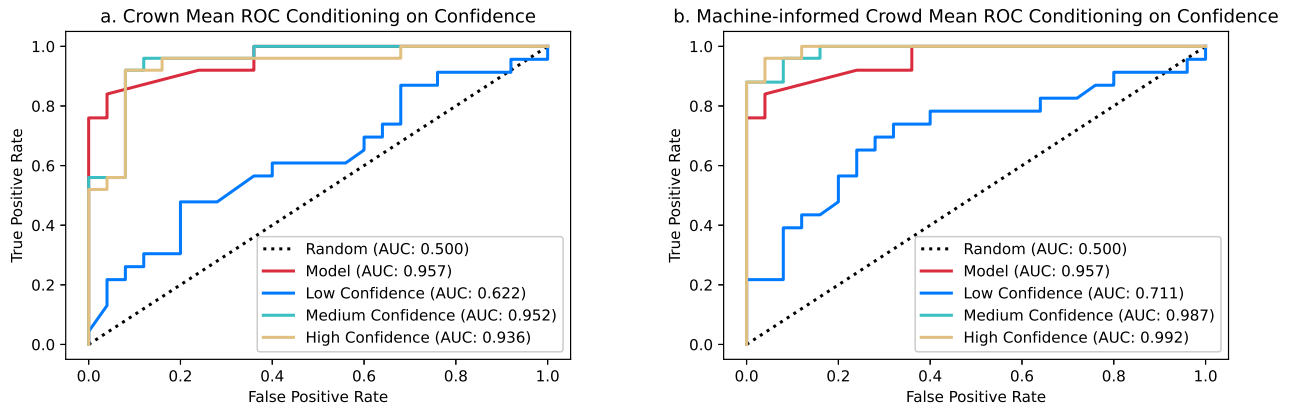 a. Crown Mean ROC Conditioning on Confidence
1.0
0.8
0.6
0.4
0.2
0.0
True Positive Rate
0.0 0.2 0.4 0.6 0.8 1.0
False Positive Rate
Random (AUC: 0.500)
Model (AUC: 0.957)
Low Confidence (AUC: 0.622)
Medium Confidence (AUC: 0.952)
High Confidence (AUC: 0.936)
b. Machine-informed Crowd Mean ROC Conditioning on Confidence
1.0
0.8
0.6
0.4
0.2
0.0
True Positive Rate
0.0 0.2 0.4 0.6 0.8 1.0
False Positive Rate
Random (AUC: 0.500)
Model (AUC: 0.957)
Low Confidence (AUC: 0.711)
Medium Confidence (AUC: 0.987)
High Confidence (AUC: 0.992)